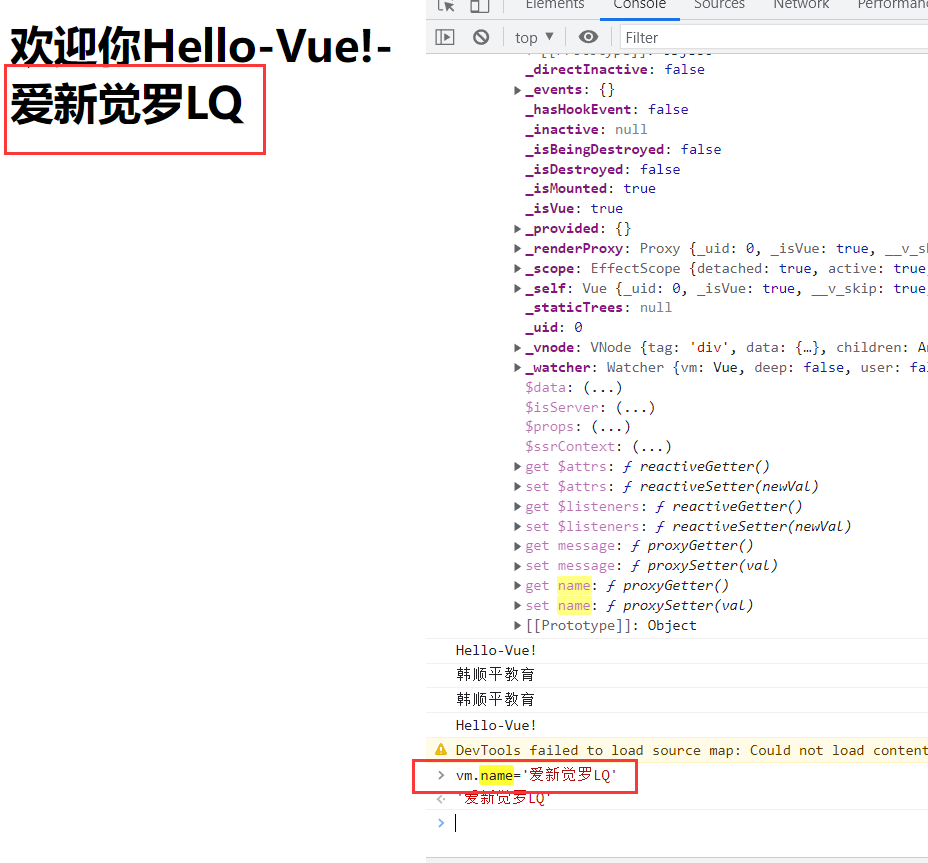 欢迎你Hello-Vue!-
爱新觉罗LQ
Elements Console Sources Network Performan
top ▼ Filter
[[Prototype]]: Object
_directInactive: false
▶ _events: {}
_hasHookEvent: false
_inactive: null
_isBeingDestroyed: false
_isDestroyed: false
_isMounted: true
_isVue: true
▶ _provided: {}
▶ _renderProxy: Proxy {_uid: 0, _isVue: true, __v_sk
▶ _scope: EffectScope {detached: true, active: true
▶ _self: Vue {_uid: 0, _isVue: true, __v_skip: true
_staticTrees: null
_uid: 0
▶ _vnode: VNode {tag: 'div', data: {…}, children: Ar
▶ _watcher: Watcher {vm: Vue, deep: false, user: fal
$data: (...)
$isServer: (...)
$props: (...)
$ssrContext: (...)
▶ get $attrs: ƒ reactiveGetter()
▶ set $attrs: ƒ reactiveSetter(newVal)
▶ get $listeners: ƒ reactiveGetter()
▶ set $listeners: ƒ reactiveSetter(newVal)
▶ get message: ƒ proxyGetter()
▶ set message: ƒ proxySetter(val)
▶ get name: ƒ proxyGetter()
▶ set name: ƒ proxySetter(val)
▶ [[Prototype]]: Object
Hello-Vue!
韩顺平教育
韩顺平教育
Hello-Vue!
DevTools failed to load source map: Could not load content
> vm.name='爱新觉罗LQ'
'爱新觉罗LQ'
>